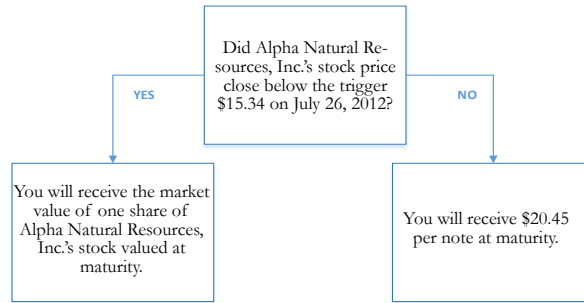 Did Alpha Natural Re-
sources, Inc.'s stock price
close below the trigger
$15.34 on July 26, 2012?
YES
NO
You will receive the market
value of one share of
Alpha Natural Resources,
Inc.'s stock valued at
maturity.
You will receive $20.45
per note at maturity.